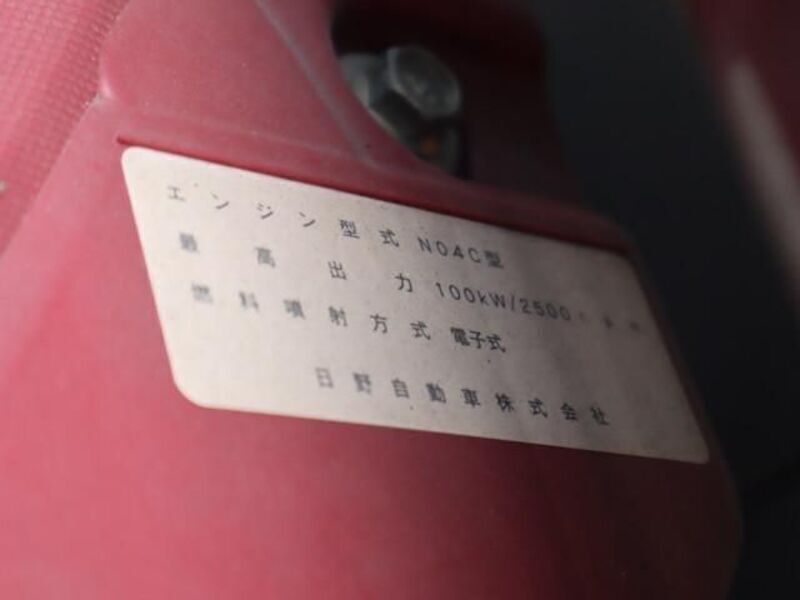 エンジン型式 N04C型
最高出力 100kW/2500
燃料噴射方式 電子式
日野自動車株式会社